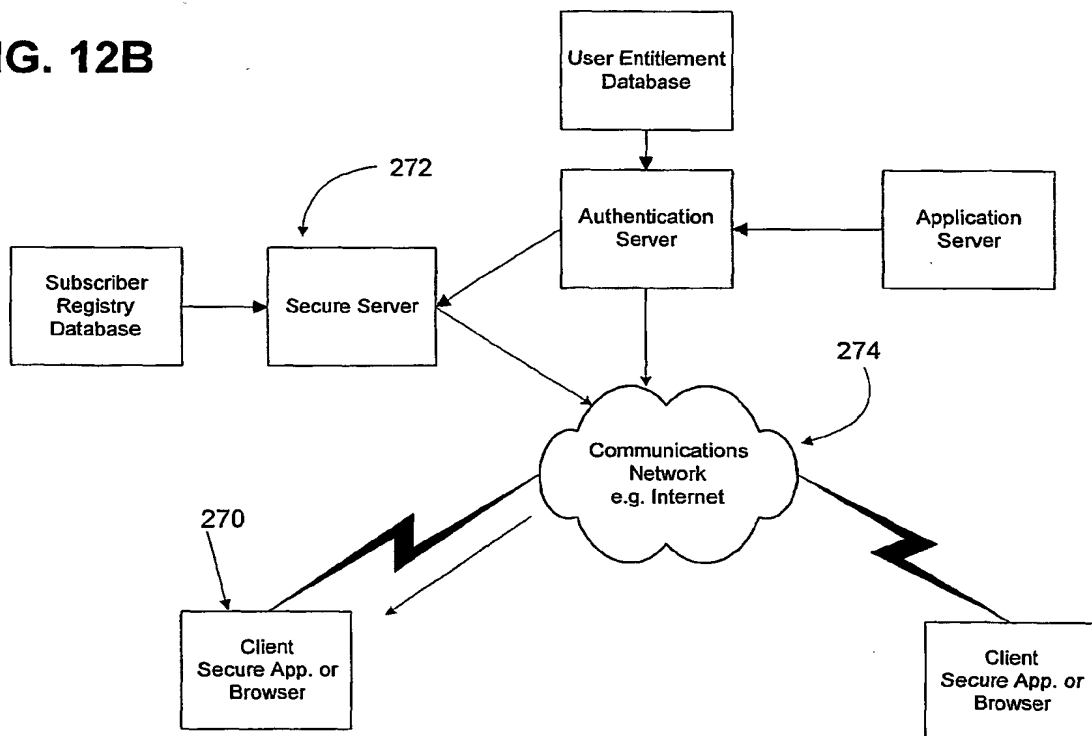 IG. 12B
User Entitlement
Database
272
Authentication
Server
Application
Server
Subscriber
Registry
Database
Secure Server
274
Communications
Network
e.g. Internet
270
Client
Secure App. or
Browser
Client
Secure App. or
Browser